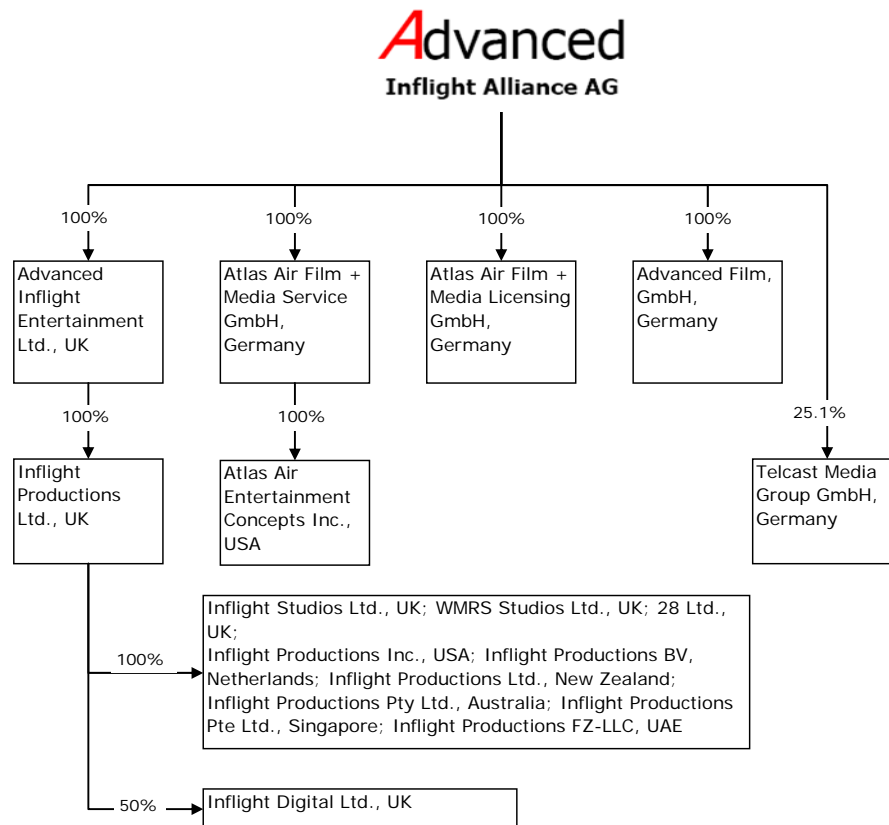 Advanced
Inflight Alliance AG
100%
100%
100%
100%
Advanced
Inflight
Entertainment
Ltd., UK
Atlas Air Film +
Media Service
GmbH,
Germany
Atlas Air Film +
Media Licensing
GmbH,
Germany
Advanced Film,
GmbH,
Germany
100%
100%
25.1%
Inflight
Productions
Ltd., UK
Atlas Air
Entertainment
Concepts Inc.,
USA
Telcast Media
Group GmbH,
Germany
100%
Inflight Studios Ltd., UK; WMRS Studios Ltd., UK; 28 Ltd.,
UK;
Inflight Productions Inc., USA; Inflight Productions BV,
Netherlands; Inflight Productions Ltd., New Zealand;
Inflight Productions Pty Ltd., Australia; Inflight Productions
Pte Ltd., Singapore; Inflight Productions FZ-LLC, UAE
50%
Inflight Digital Ltd., UK